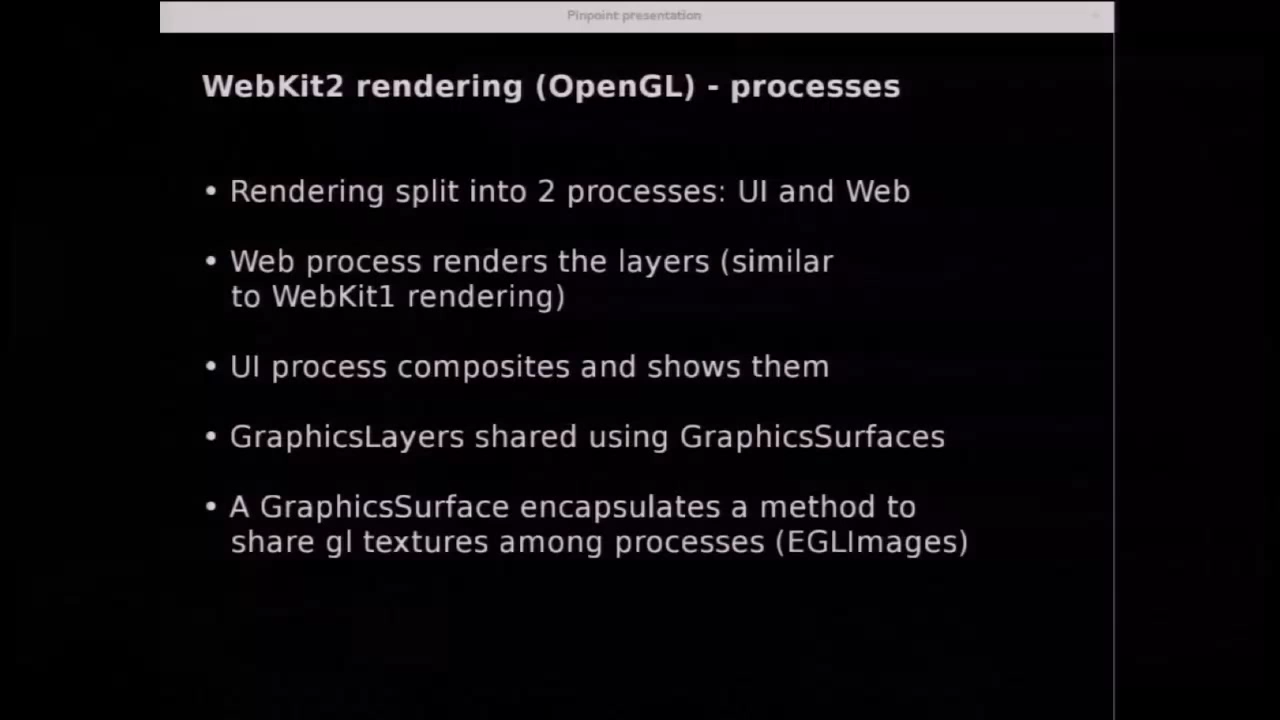 Pinpoint presentation
WebKit2 rendering (OpenGL) - processes
• Rendering split into 2 processes: UI and Web
• Web process renders the layers (similar
to WebKit1 rendering)
• UI process composites and shows them
• GraphicsLayers shared using GraphicsSurfaces
• A GraphicsSurface encapsulates a method to
share gl textures among processes (EGLImages)